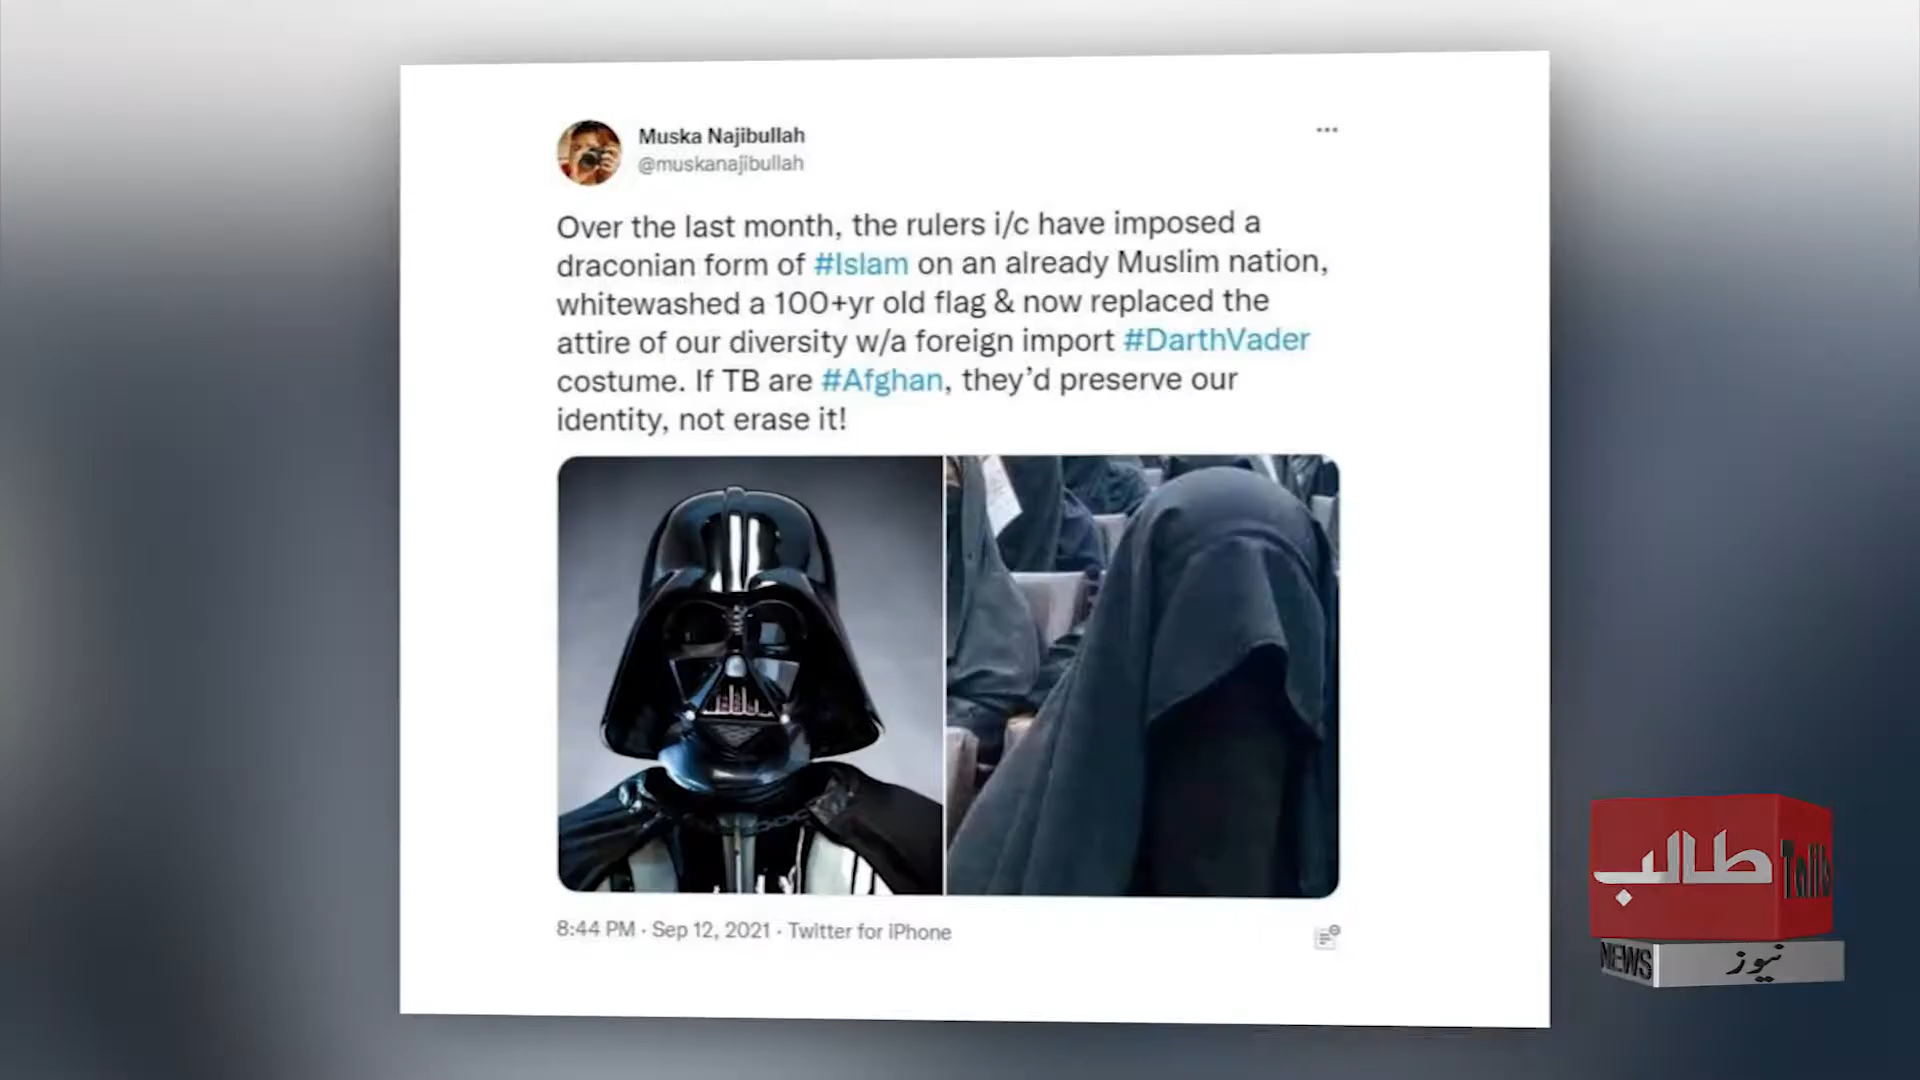 Muska Najibullah
@muskanajibullah
Over the last month, the rulers i/c have imposed a
draconian form of #Islam on an already Muslim nation,
whitewashed a 100+yr old flag & now replaced the
attire of our diversity w/a foreign import #DarthVader
costume. If TB are #Afghan, they’d preserve our
identity, not erase it!
8:44 PM · Sep 12, 2021 · Twitter for iPhone
طالب
Talib
NEWS
نیوز